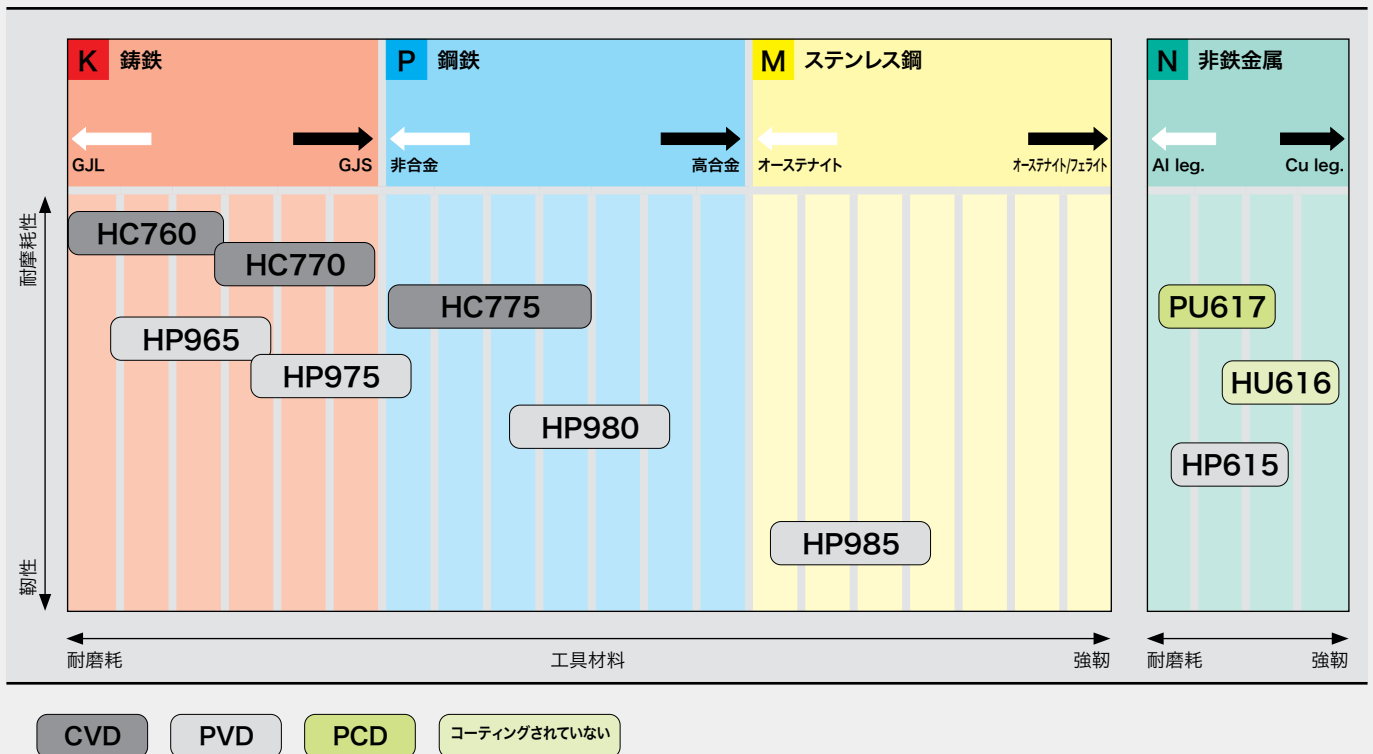 K 鋳鉄
P 鋼鉄
M ステンレス鋼
N 非鉄金属
GJL
GJS
非合金
高合金
オーステナイト
オーステナイト/フェライト
Al leg.
Cu leg.
耐摩耗性
靭性
HC760
HC770
HC775
HP965
HP975
HP980
HP985
PU617
HU616
HP615
耐磨耗
工具材料
強靭
耐磨耗
強靭
CVD
PVD
PCD
コーティングされていない